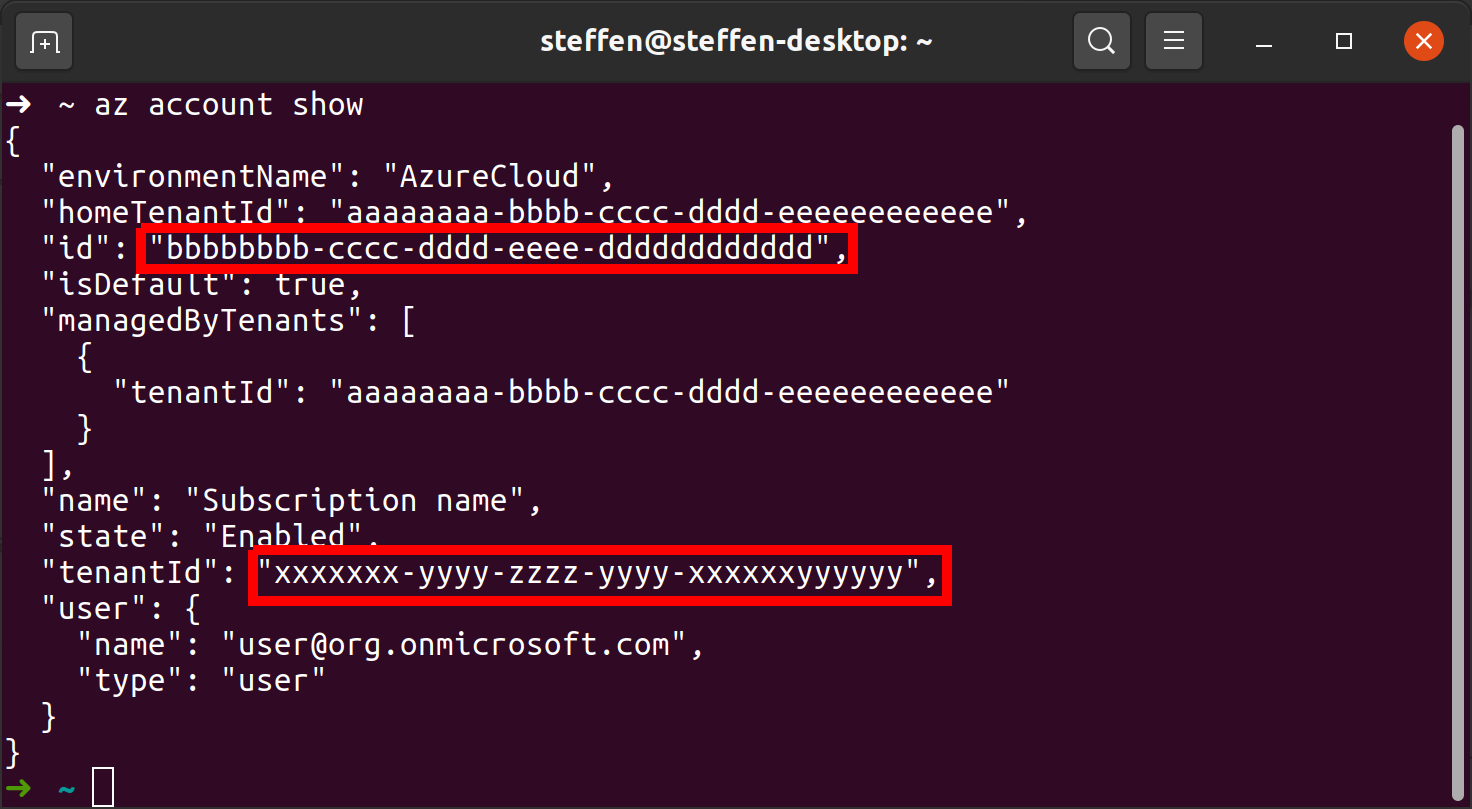 steffen@steffen-desktop: ~
➜ ~ az account show
{
  "environmentName": "AzureCloud",
  "homeTenantId": "aaaaaaaa-bbbb-cccc-dddd-eeeeeeeeeeee",
  "id": "bbbbbbbb-cccc-dddd-eeee-dddddddddddd",
  "isDefault": true,
  "managedByTenants": [
    {
      "tenantId": "aaaaaaaa-bbbb-cccc-dddd-eeeeeeeeeeee"
    }
  ],
  "name": "Subscription name",
  "state": "Enabled",
  "tenantId": "xxxxxxx-yyyy-zzzz-yyyy-xxxxxxyyyyyy",
  "user": {
    "name": "user@org.onmicrosoft.com",
    "type": "user"
  }
}
➜ ~